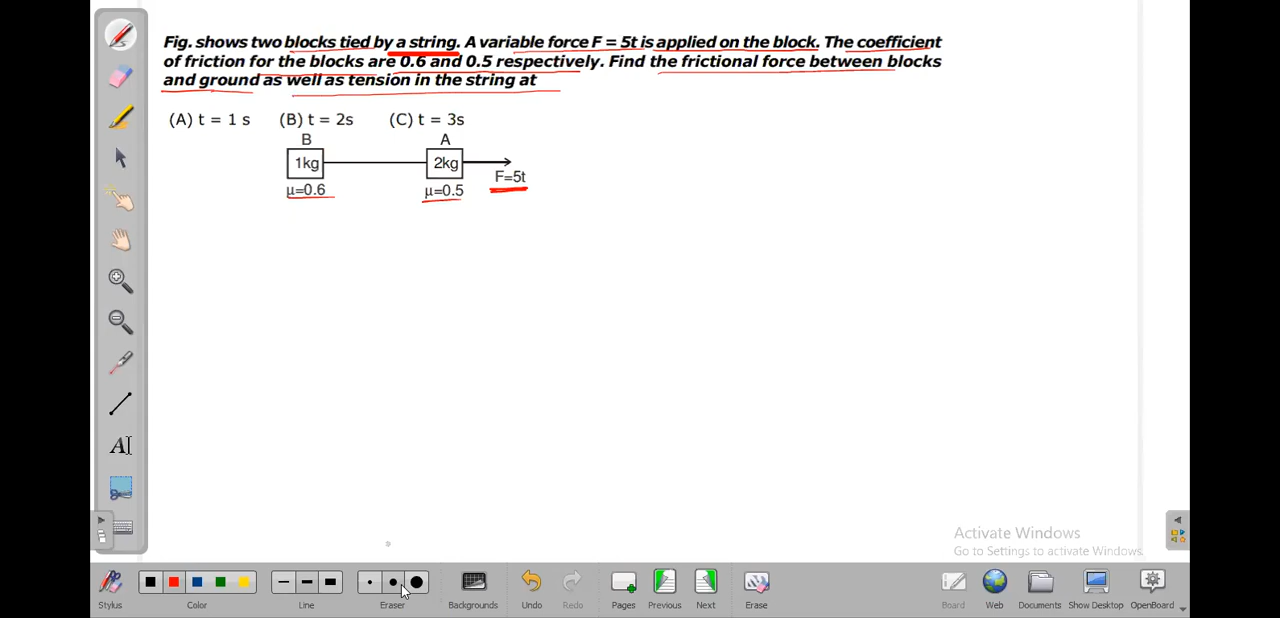 Fig. shows two blocks tied by a string. A variable force F = 5t is applied on the block. The coefficient
of friction for the blocks are 0.6 and 0.5 respectively. Find the frictional force between blocks
and ground as well as tension in the string at
(A) t = 1 s (B) t = 2s (C) t = 3s
B A
1kg 2kg
F=5t
μ=0.6 μ=0.5
A
Activate Windows
Go to Settings to activate Windows.
Stylus Color Line Eraser Backgrounds Undo Redo Pages Previous Next Erase Board Web Documents Show Desktop OpenBoard